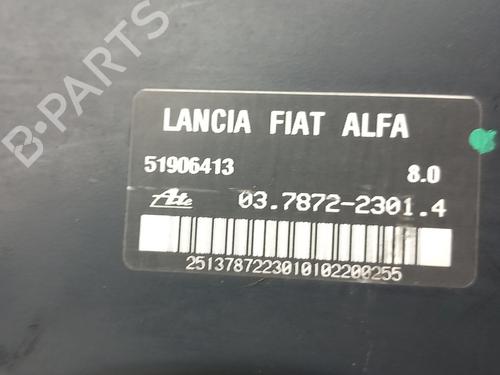 B-PARTS
LANCIA FIAT ALFA
51906413 8.0
Ate 03.7872-2301.4
2513787223010102200255